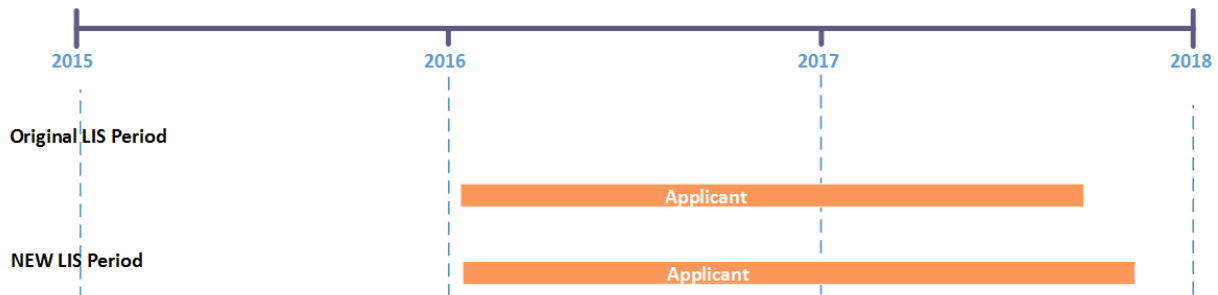 2015 2016 2017 2018
Original LIS Period
Applicant
NEW LIS Period
Applicant